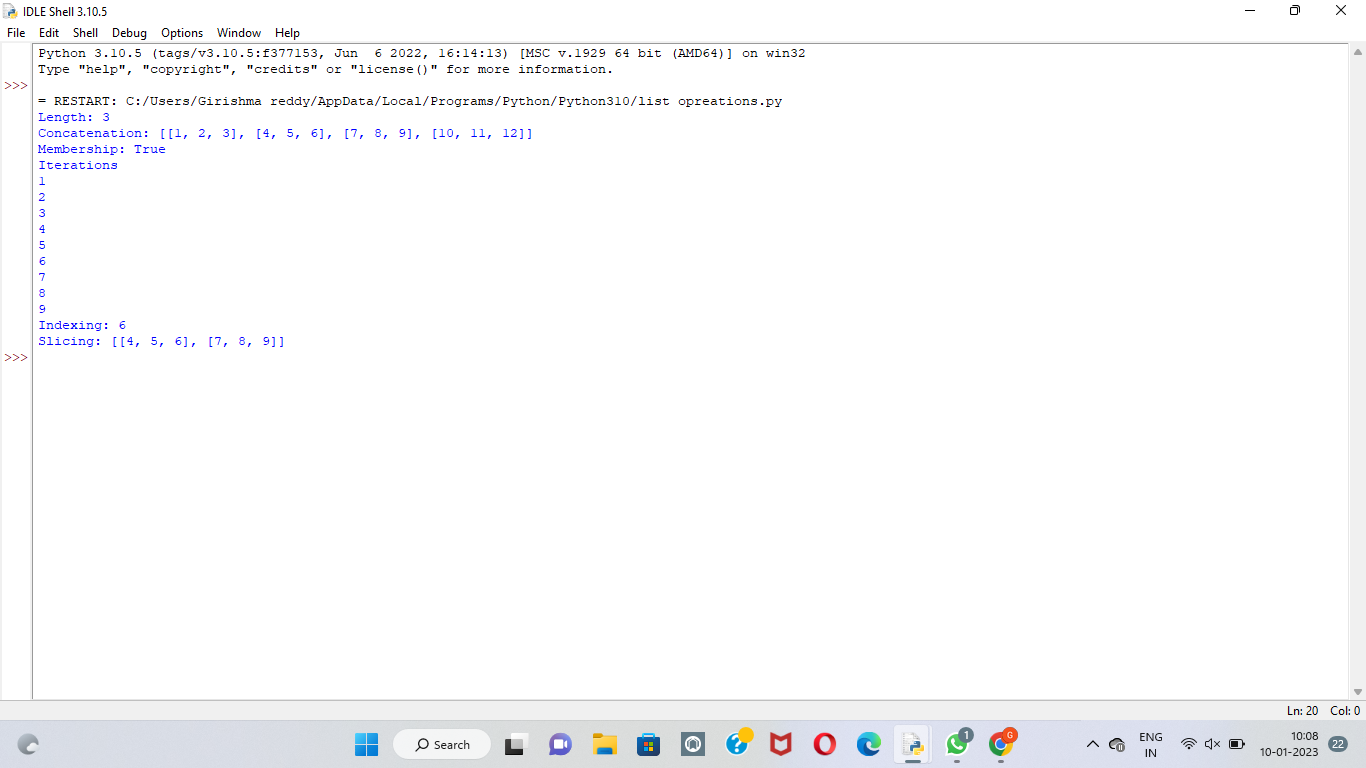 IDLE Shell 3.10.5
File Edit Shell Debug Options Window Help
Python 3.10.5 (tags/v3.10.5:f377153, Jun  6 2022, 16:14:13) [MSC v.1929 64 bit (AMD64)] on win32
Type "help", "copyright", "credits" or "license()" for more information.
>>>
= RESTART: C:/Users/Girishma reddy/AppData/Local/Programs/Python/Python310/list opreations.py
Length: 3
Concatenation: [[1, 2, 3], [4, 5, 6], [7, 8, 9], [10, 11, 12]]
Membership: True
Iterations
1
2
3
4
5
6
7
8
9
Indexing: 6
Slicing: [[4, 5, 6], [7, 8, 9]]
>>>
Ln: 20 Col: 0
Search
1
G
ENG
IN
10:08
10-01-2023
22